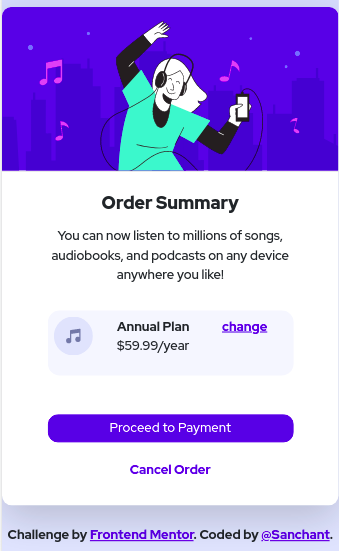 Order Summary
You can now listen to millions of songs,
audiobooks, and podcasts on any device
anywhere you like!
Annual Plan change
$59.99/year
Proceed to Payment
Cancel Order
Challenge by Frontend Mentor. Coded by @Sanchant.